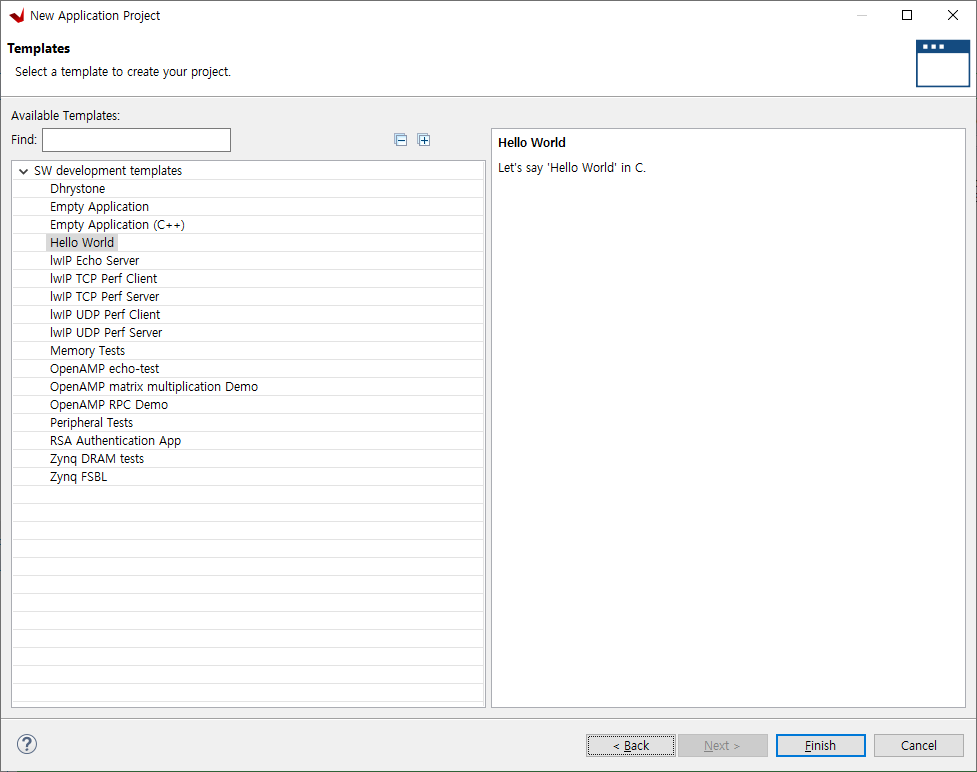 New Application Project
Templates
Select a template to create your project.
Available Templates:
Find:
SW development templates
Dhrystone
Empty Application
Empty Application (C++)
Hello World
lwIP Echo Server
lwIP TCP Perf Client
lwIP TCP Perf Server
lwIP UDP Perf Client
lwIP UDP Perf Server
Memory Tests
OpenAMP echo-test
OpenAMP matrix multiplication Demo
OpenAMP RPC Demo
Peripheral Tests
RSA Authentication App
Zynq DRAM tests
Zynq FSBL
Hello World
Let's say 'Hello World' in C.
?
< Back
Next >
Finish
Cancel